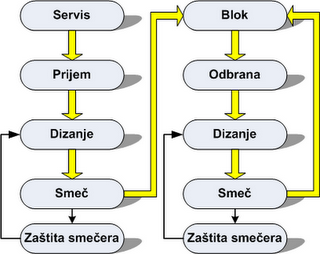 Servis
Prijem
Dizanje
Smeč
Zaštita smečera
Blok
Odbrana
Dizanje
Smeč
Zaštita smečera